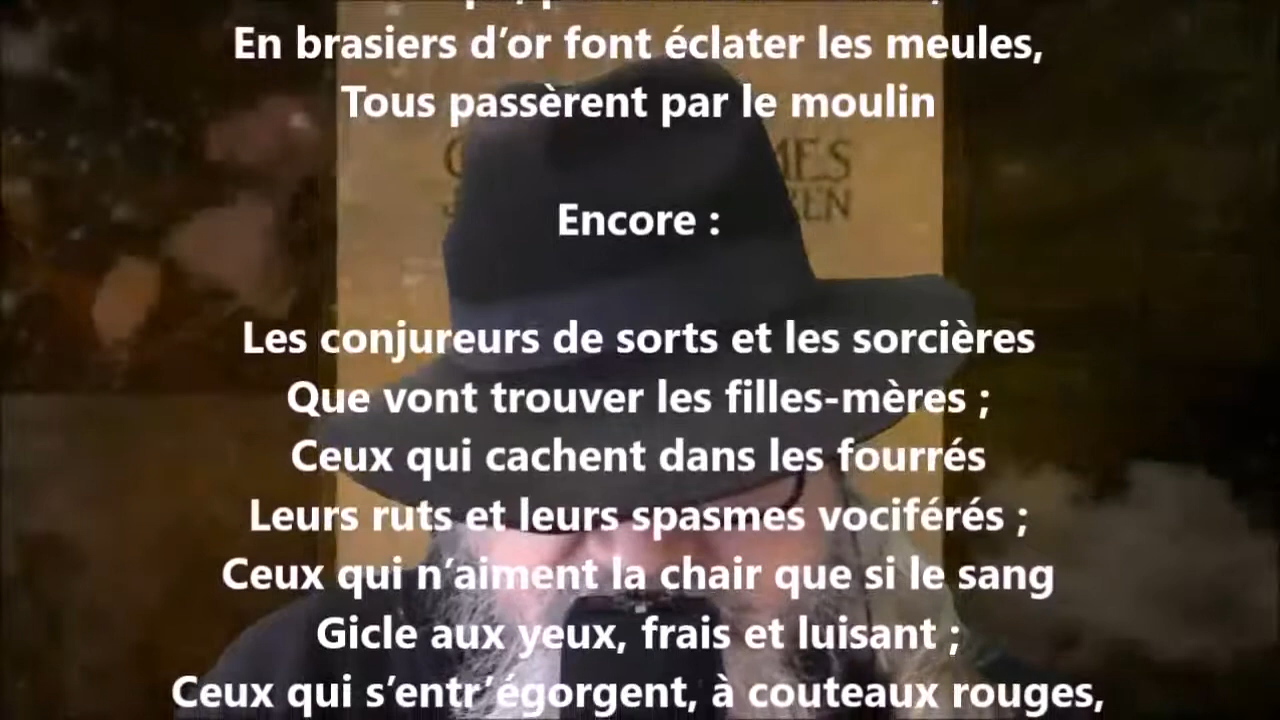 En brasiers d’or font éclater les meules,
Tous passèrent par le moulin
Encore :
Les conjureurs de sorts et les sorcières
Que vont trouver les filles-mères ;
Ceux qui cachent dans les fourrés
Leurs ruts et leurs spasmes vociférés ;
Ceux qui n’aiment la chair que si le sang
Gicle aux yeux, frais et luisant ;
Ceux qui s’entr’égorgent, à couteaux rouges,